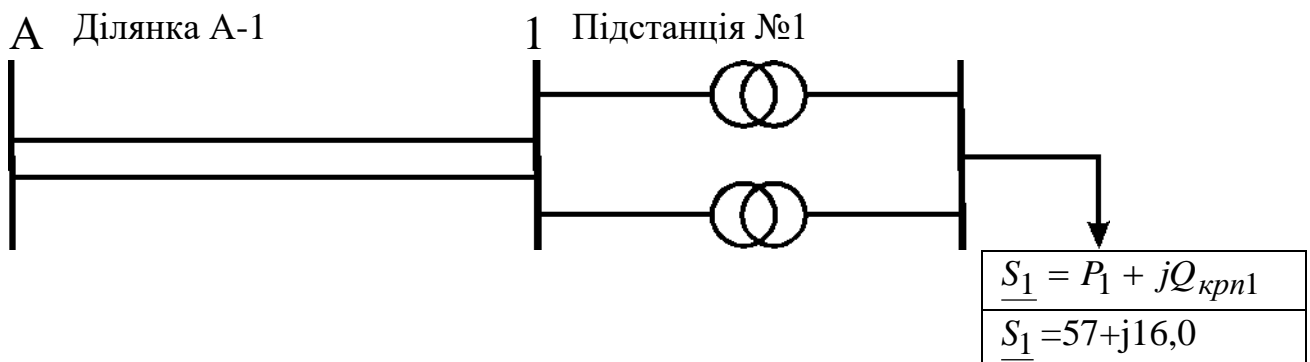 А Ділянка А-1 1 Підстанція №1
S1 = P1 + jQкрп1
S1 =57+j16,0